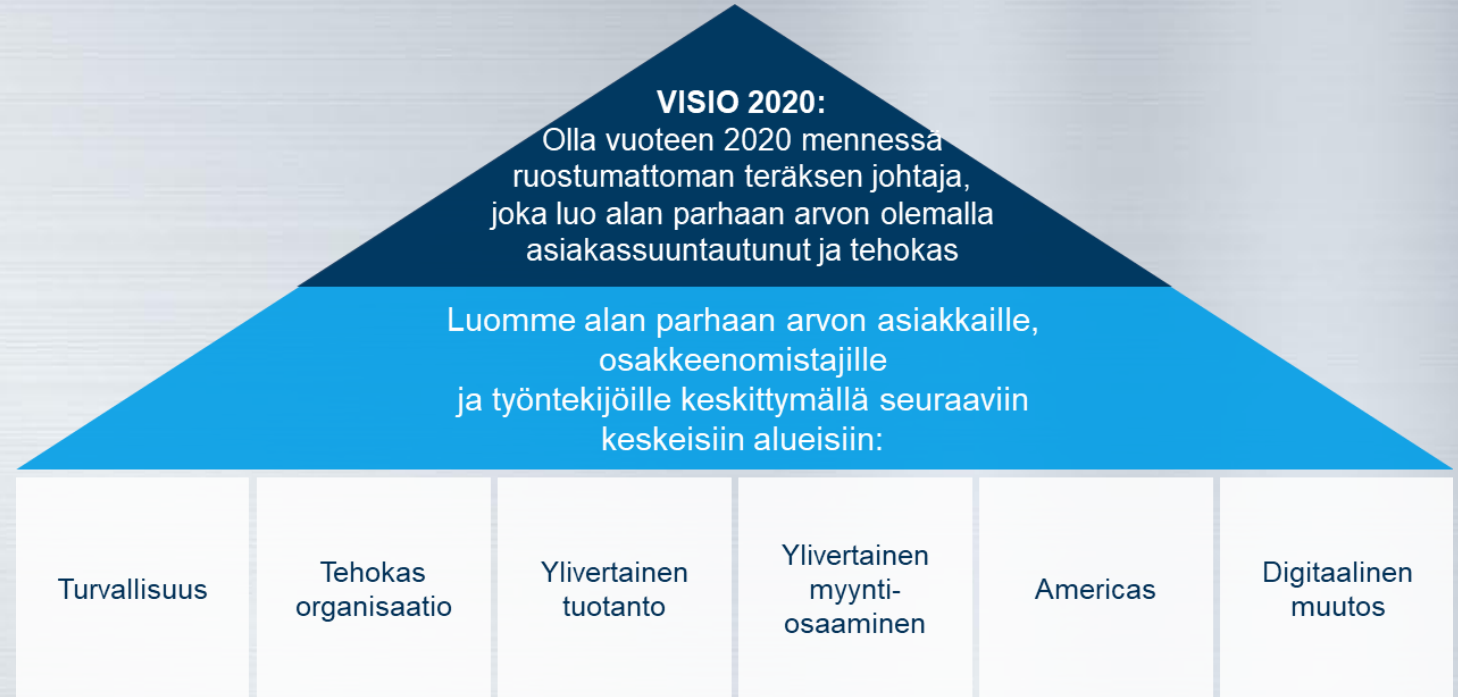 VISIO 2020:
Olla vuoteen 2020 mennessä
ruostumattoman teräksen johtaja,
joka luo alan parhaan arvon olemalla
asiakassuuntautunut ja tehokas
Luomme alan parhaan arvon asiakkaille,
osakkeenomistajille
ja työntekijöille keskittymällä seuraaviin
keskeisiin alueisiin:
Turvallisuus
Tehokas
organisaatio
Ylivertainen
tuotanto
Ylivertainen
myynti-
osaaminen
Americas
Digitaalinen
muutos